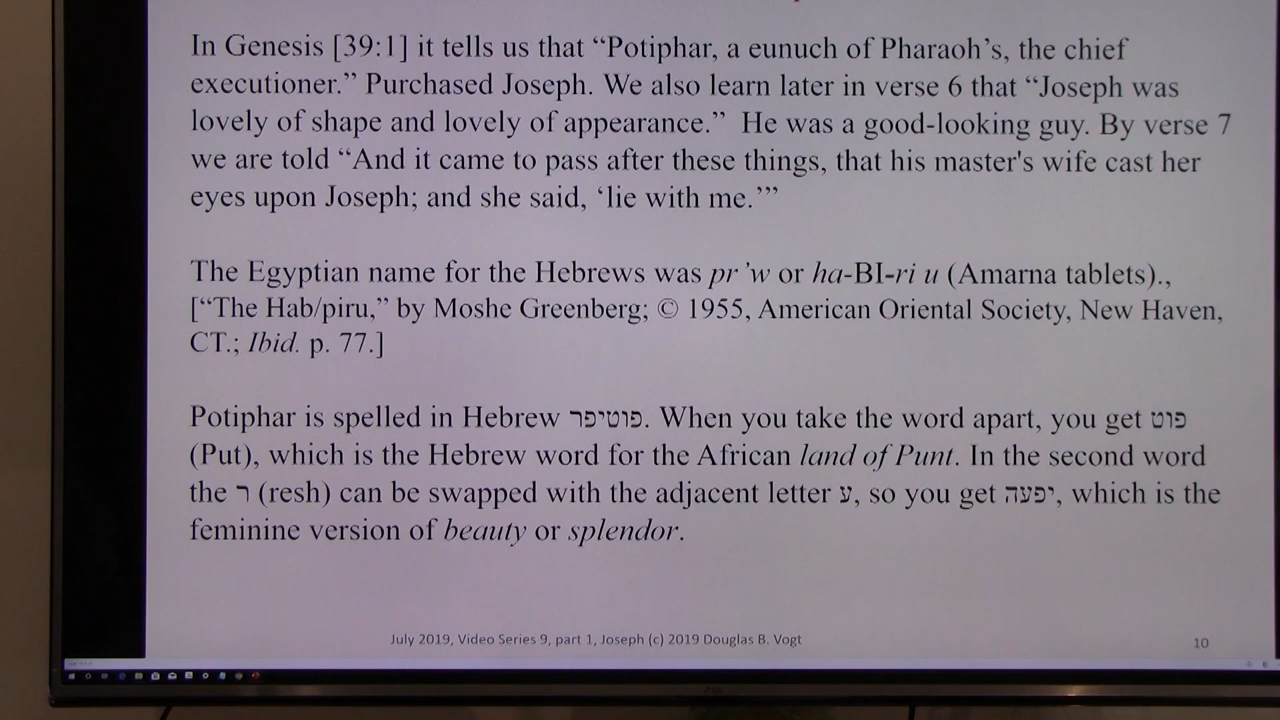 In Genesis [39:1] it tells us that “Potiphar, a eunuch of Pharaoh’s, the chief
executioner.” Purchased Joseph. We also learn later in verse 6 that “Joseph was
lovely of shape and lovely of appearance.”  He was a good-looking guy. By verse 7
we are told “And it came to pass after these things, that his master's wife cast her
eyes upon Joseph; and she said, ‘lie with me.’”
The Egyptian name for the Hebrews was pr ’w or ha-BI-ri u (Amarna tablets).,
[“The Hab/piru,” by Moshe Greenberg; © 1955, American Oriental Society, New Haven,
CT.; Ibid. p. 77.]
Potiphar is spelled in Hebrew פוטיפר. When you take the word apart, you get פוט
(Put), which is the Hebrew word for the African land of Punt. In the second word
the ר (resh) can be swapped with the adjacent letter ע, so you get יפעה, which is the
feminine version of beauty or splendor.
July 2019, Video Series 9, part 1, Joseph (c) 2019 Douglas B. Vogt
10